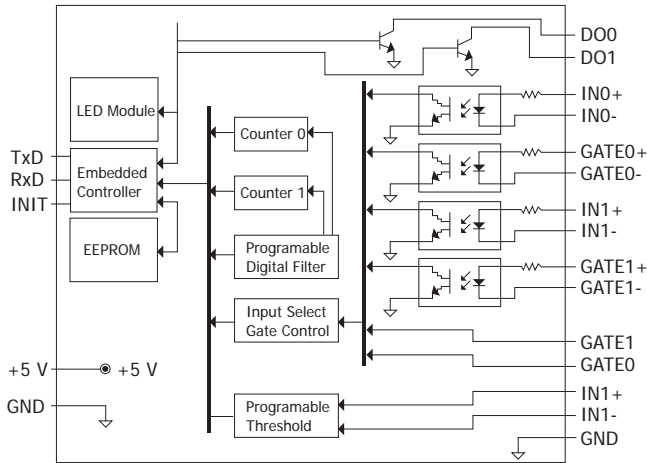 DO0
DO1
LED Module
IN0+
IN0-
Counter 0
TxD
RxD
INIT
Embedded
Controller
GATE0+
GATE0-
Counter 1
IN1+
IN1-
EEPROM
Programable
Digital Filter
GATE1+
GATE1-
Input Select
Gate Control
GATE1
GATE0
+5 V
+5 V
IN1+
IN1-
GND
Programable
Threshold
GND